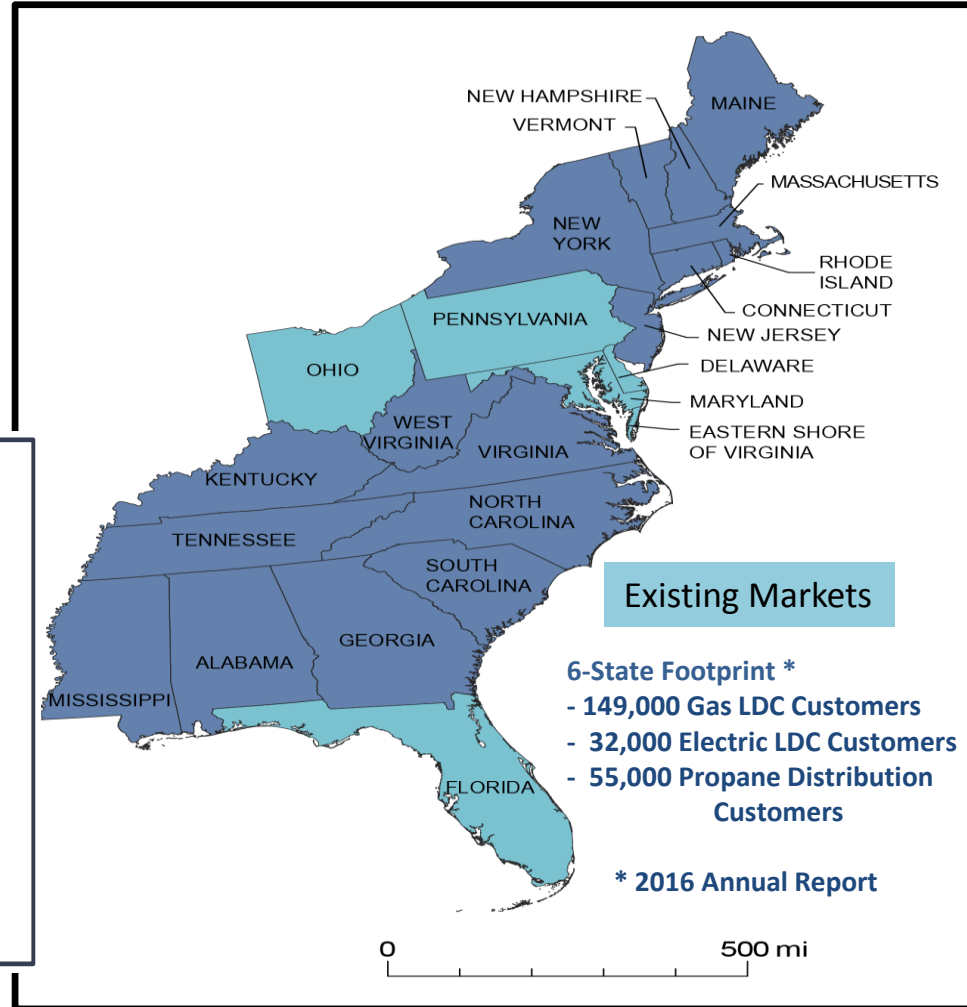 NEW HAMPSHIRE
VERMONT
MAINE
MASSACHUSETTS
NEW
YORK
RHODE
ISLAND
CONNECTICUT
PENNSYLVANIA
NEW JERSEY
OHIO
DELAWARE
MARYLAND
WEST
VIRGINIA
EASTERN SHORE
OF VIRGINIA
VIRGINIA
KENTUCKY
NORTH
CAROLINA
TENNESSEE
SOUTH
CAROLINA
GEORGIA
ALABAMA
MISSISSIPPI
FLORIDA
Existing Markets
6-State Footprint *
- 149,000 Gas LDC Customers
- 32,000 Electric LDC Customers
- 55,000 Propane Distribution
Customers
* 2016 Annual Report
0 500 mi